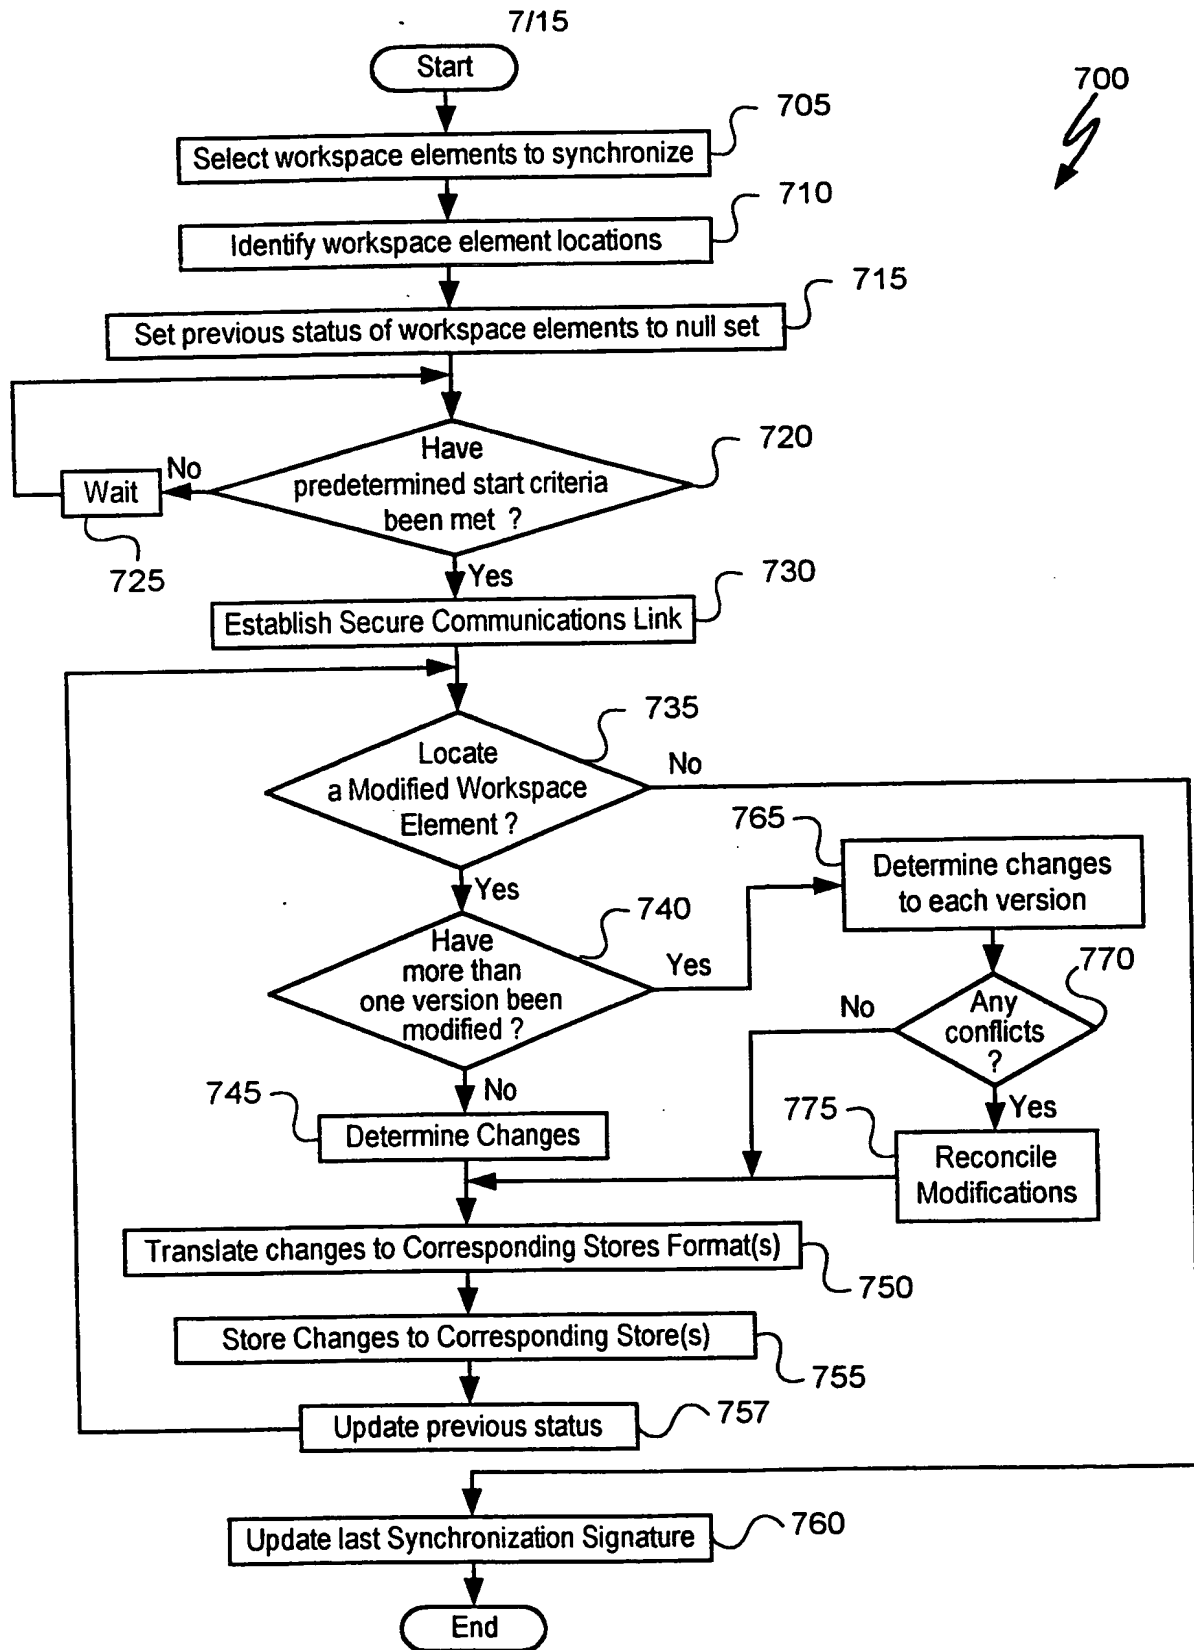 7/15
Start
700
705
Select workspace elements to synchronize
710
Identify workspace element locations
715
Set previous status of workspace elements to null set
720
Have
predetermined start criteria
been met ?
No
Wait
725
Yes
730
Establish Secure Communications Link
735
Locate
a Modified Workspace
Element ?
No
Yes
765
Determine changes
to each version
740
Have
more than
one version been
modified ?
Yes
770
Any
conflicts
?
No
No
745
Determine Changes
Yes
775
Reconcile
Modifications
Translate changes to Corresponding Stores Format(s)
750
Store Changes to Corresponding Store(s)
755
Update previous status
757
Update last Synchronization Signature
760
End